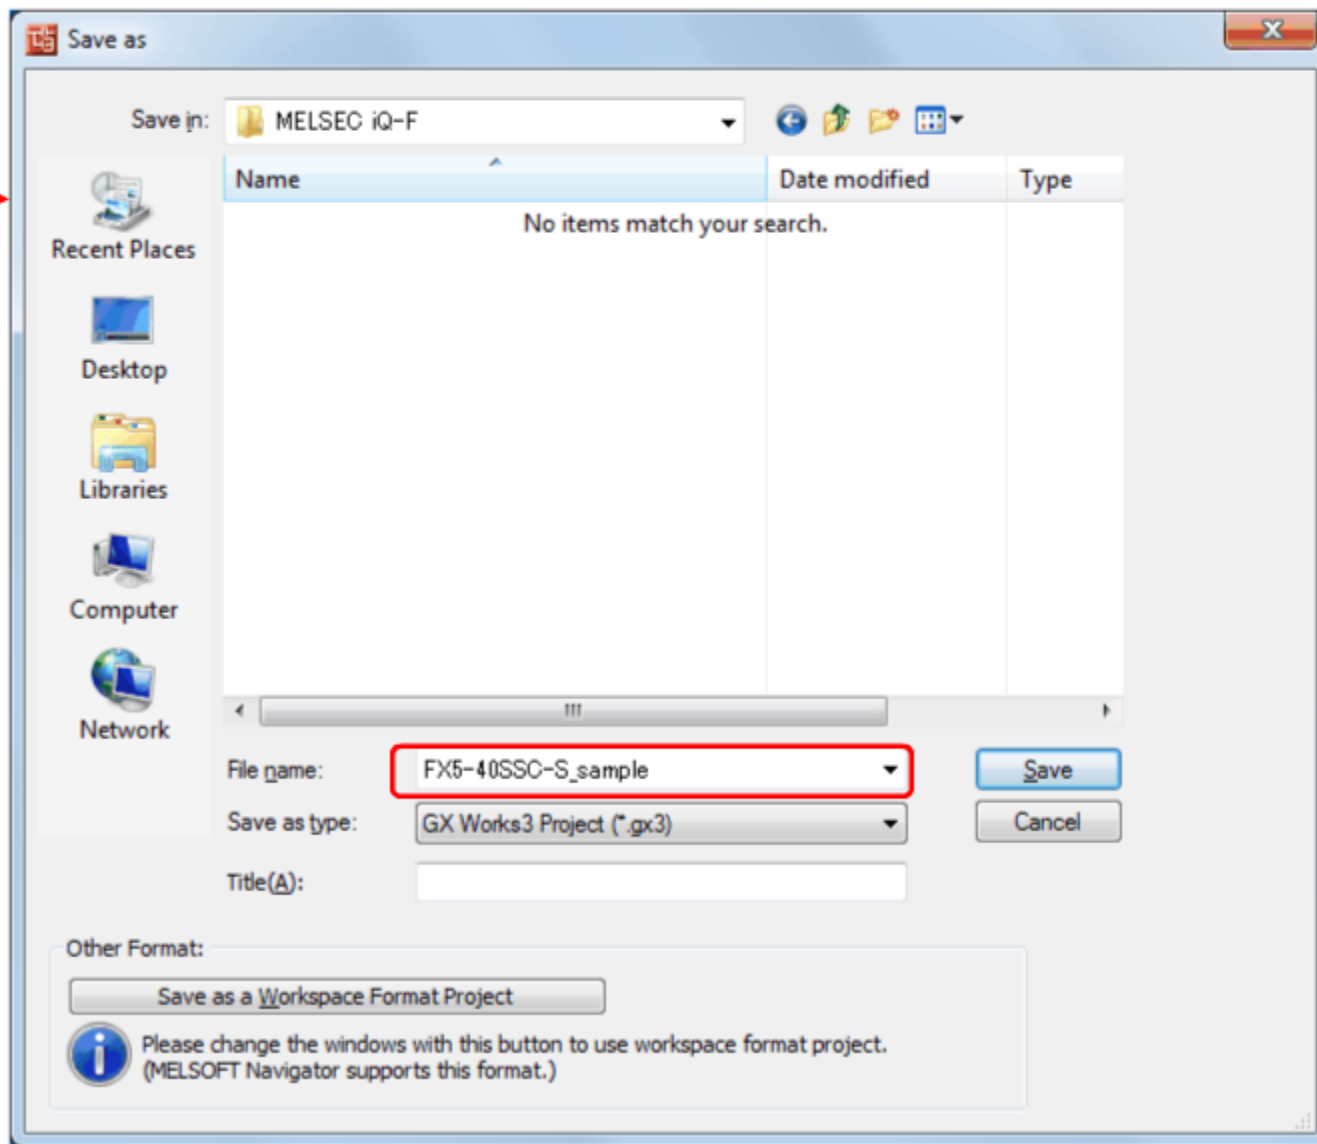 Save as
Save in: MELSEC iQ-F
Name Date modified Type
No items match your search.
Recent Places
Desktop
Libraries
Computer
Network
File name: FX5-40SSC-S_sample Save
Save as type: GX Works3 Project (*.gx3) Cancel
Title(A):
Other Format:
Save as a Workspace Format Project
Please change the windows with this button to use workspace format project.
(MELSOFT Navigator supports this format.)